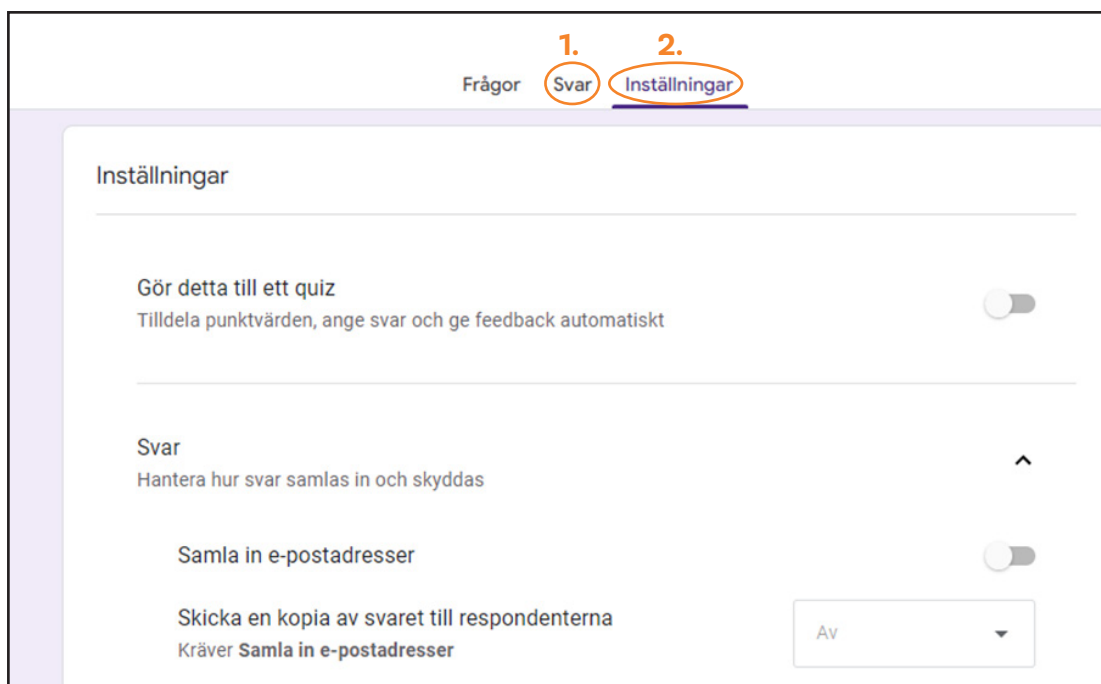 1. 2.
Frågor Svar Inställningar
Inställningar
Gör detta till ett quiz
Tilldela punktvärden, ange svar och ge feedback automatiskt
Svar
Hantera hur svar samlas in och skyddas
Samla in e-postadresser
Skicka en kopia av svaret till respondenterna
Kräver Samla in e-postadresser
Av